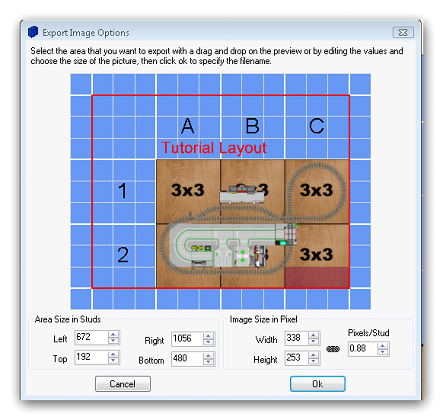 Export Image Options
Select the area that you want to export with a drag and drop on the preview or by editing the values and
choose the size of the picture, then click ok to specify the filename.
A B C
Tutorial Layout
1 3x3 3x3
2 3x3
Area Size in Studs Image Size in Pixel
Left 672 Right 1056 Width 338 Pixels/Stud
Top 192 Bottom 480 Height 253 0.88
Cancel Ok